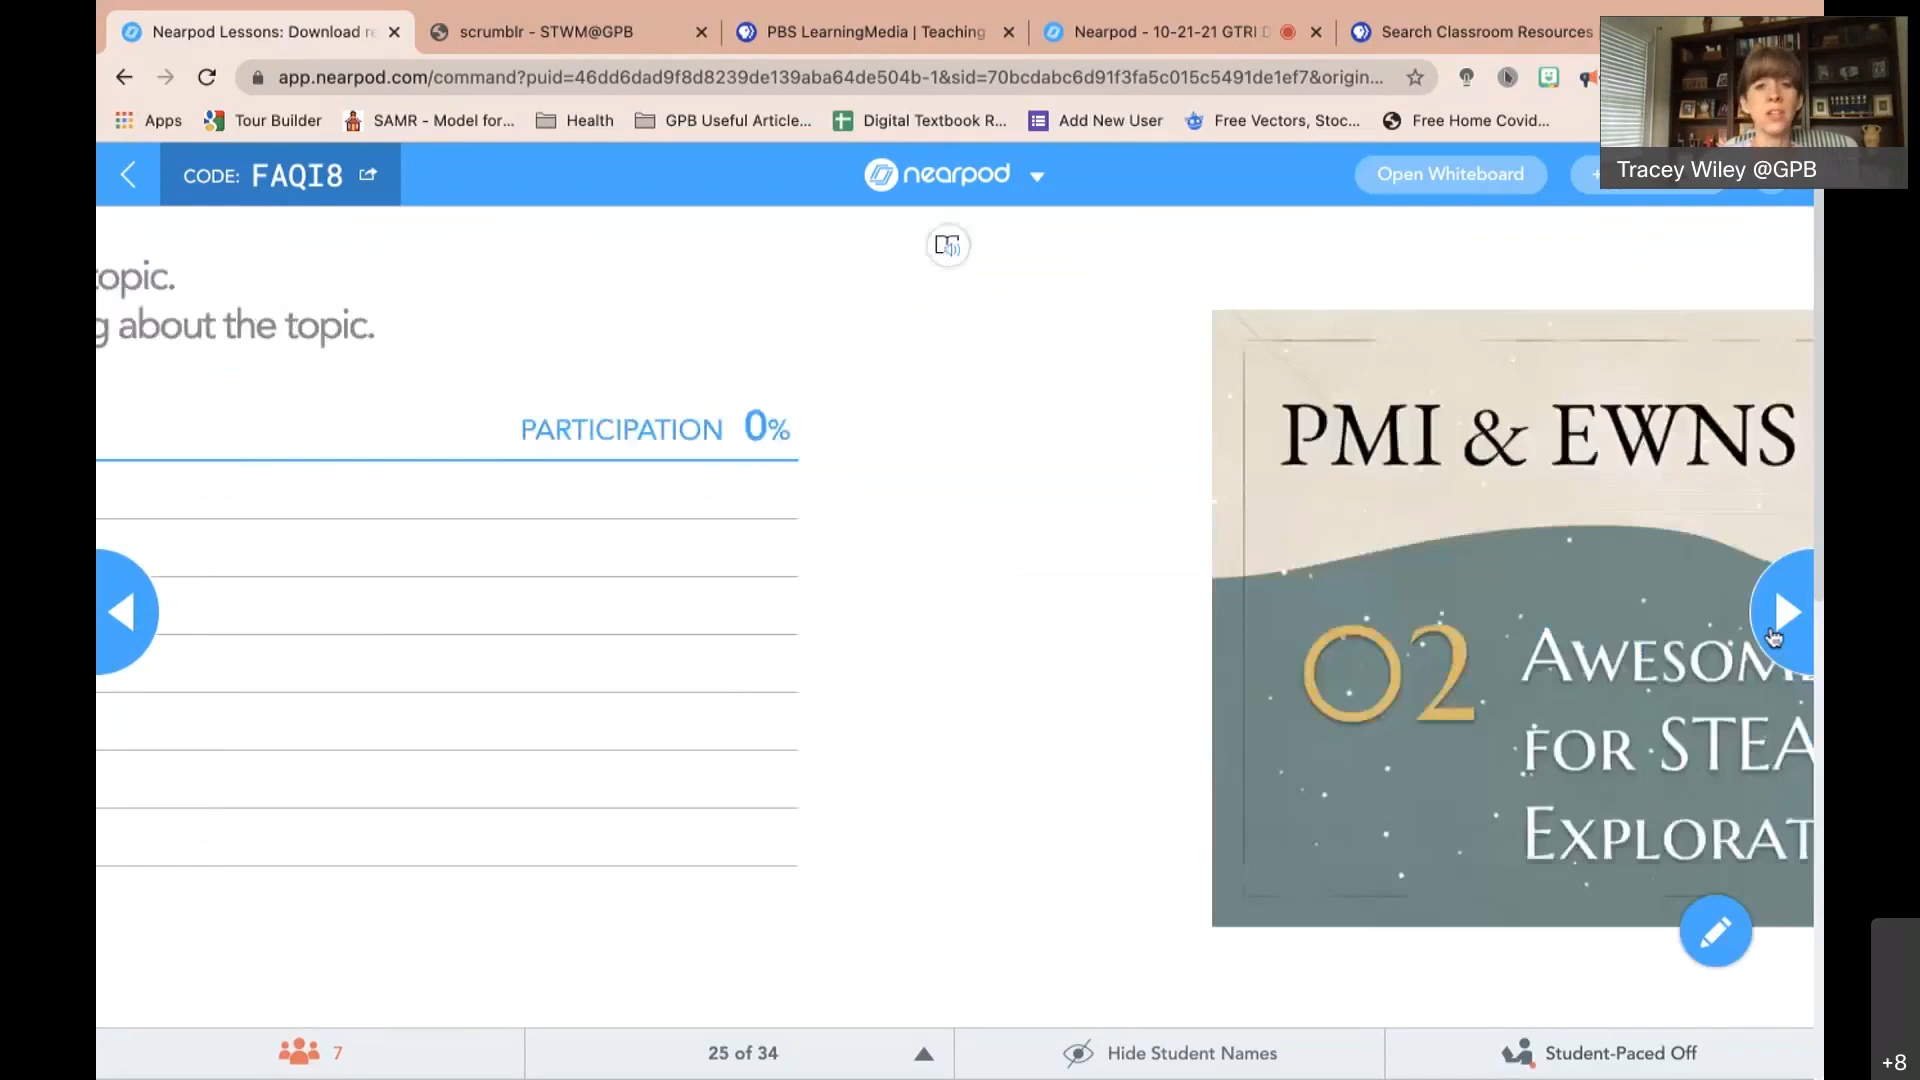 Nearpod Lessons: Download re
scrumblr - STWM@GPB
PBS LearningMedia | Teaching
Nearpod - 10-21-21 GTRI D
Search Classroom Resources
app.nearpod.com/command?puid=46dd6dad9f8d8239de139aba64de504b-1&sid=70bcdabc6d91f3fa5c015c5491de1ef7&origin...
Apps
Tour Builder
SAMR - Model for...
Health
GPB Useful Article...
Digital Textbook R...
Add New User
Free Vectors, Stoc...
Free Home Covid...
Tracey Wiley @GPB
CODE: FAQI8
nearpod
Open Whiteboard
+
topic.
g about the topic.
PARTICIPATION 0%
PMI & EWNS
02
AWESOM
FOR STEA
EXPLORAT
7
25 of 34
Hide Student Names
Student-Paced Off
+8